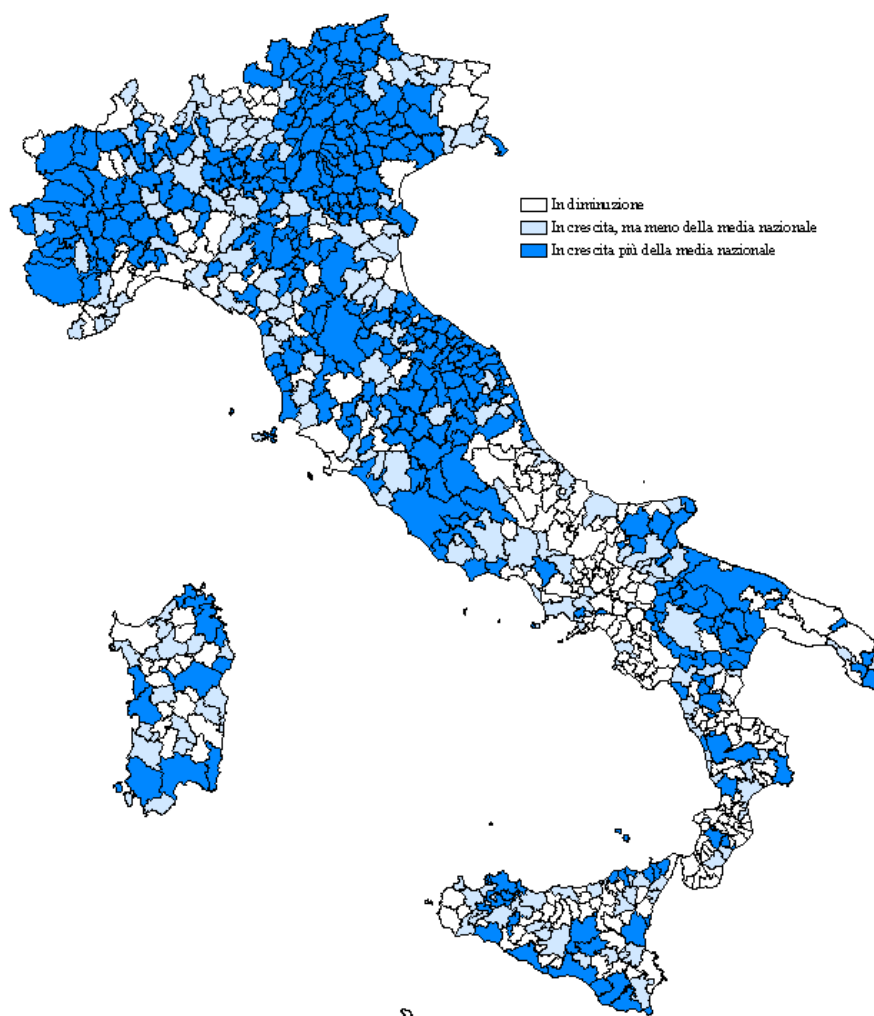 In diminuzione
In crescita, ma meno della media nazionale
In crescita più della media nazionale